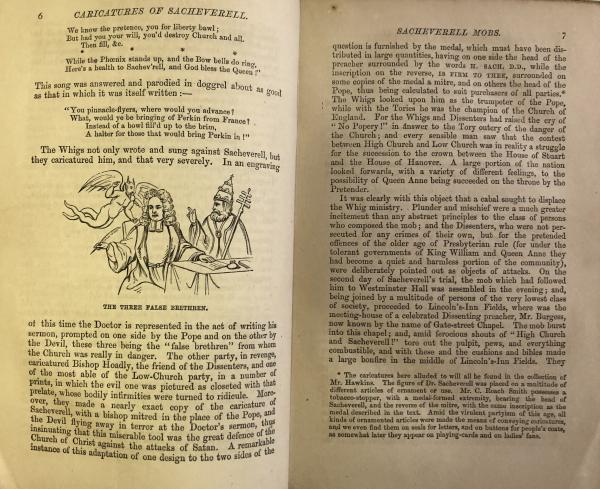 6 CARICATURES OF SACHEVERELL.
We know the pretence, you for liberty bawl;
But had you your will, you'd destroy Church and all.
Then fill, &c.
* * * *
While the Phœnix stands up, and the Bow bells do ring,
Here's a health to Sachev'rell, and God bless the Queen!"
This song was answered and parodied in doggrel about as good
as that in which it was itself written:—
"You pinnacle-flyers, where would you advance?
What, would ye be bringing of Perkin from France?
Instead of a bowl fill'd up to the brim,
A halter for those that would bring Perkin in!"
The Whigs not only wrote and sung against Sacheverell, but
they caricatured him, and that very severely. In an engraving
THE THREE FALSE BRETHREN.
of this time the Doctor is represented in the act of writing his
sermon, prompted on one side by the Pope and on the other by
the Devil, these three being the "false brethren" from whom
the Church was really in danger. The other party, in revenge,
caricatured Bishop Hoadly, the friend of the Dissenters, and one
of the most able of the Low-Church party, in a number of
prints, in which the evil one was pictured as closeted with that
prelate, whose bodily infirmities were turned to ridicule. More-
over, they made a nearly exact copy of the caricature of
Sacheverell, with a bishop mitred in the place of the Pope, and
the Devil flying away in terror at the Doctor's sermon, thus
insinuating that this miserable tool was the great defence of the
Church of Christ against the attacks of Satan. A remarkable
instance of this adaptation of one design to the two sides of the
SACHEVERELL MOBS. 7
question is furnished by the medal, which must have been dis-
tributed in large quantities, having on one side the head of the
preacher surrounded by the words H. SACH. D.D., while the
inscription on the reverse, IS FIRM TO THEE, surrounded on
some copies of the medal a mitre, and on others the head of the
Pope, thus being calculated to suit purchasers of all parties.*
The Whigs looked upon him as the trumpeter of the Pope,
while with the Tories he was the champion of the Church of
England. For the Whigs and Dissenters had raised the cry of
"No Popery!" in answer to the Tory outery of the danger of
the Church; and every sensible man saw that the contest
between High Church and Low Church was in reality a struggle
for the succession to the crown between the House of Stuart
and the House of Hanover. A large portion of the nation
looked forwards, with a variety of different feelings, to the
possibility of Queen Anne being succeeded on the throne by the
Pretender.
It was clearly with this object that a cabal sought to displace
the Whig ministry. Plunder and mischief were a much greater
incitement than any abstract principles to the class of persons
who composed the mob; and the Dissenters, who were not per-
secuted for any crimes of their own, but for the pretended
offences of the older age of Presbyterian rule (for under the
tolerant governments of King William and Queen Anne they
had become a quiet and harmless portion of the community),
were deliberately pointed out as objects of attacks. On the
second day of Sacheverell's trial, the mob which had followed
him to Westminster Hall was assembled in the evening; and,
being joined by a multitude of persons of the very lowest class
of society, proceeded to Lincoln's-Inn Fields, where was the
meeting-house of a celebrated Dissenting preacher, Mr. Burgess,
now known by the name of Gate-street Chapel. The mob burst
into this chapel; and, amid ferocious shouts of "High Church
and Sacheverell!" tore out the pulpit, pews, and everything
combustible, and with these and the cushions and bibles made
a large bonfire in the middle of Lincoln's-Inn Fields. They
* The caricatures here alluded to will all be found in the collection of
Mr. Hawkins. The figure of Dr. Sacheverell was placed on a multitude of
different articles of ornament or use. Mr. C. Roach Smith possesses a
tobacco-stopper, with a medal-formed extremity, bearing the head of
Sacheverell, and the reverse of the mitre, with the same inscription as the
medal described in the text. Amid the virulent partyism of this age, all
kinds of ornamental articles were made the means of conveying caricatures,
and we even find them on seals for letters, and on buttons for people's coats,
as somewhat later they appear on playing-cards and on ladies' fans.